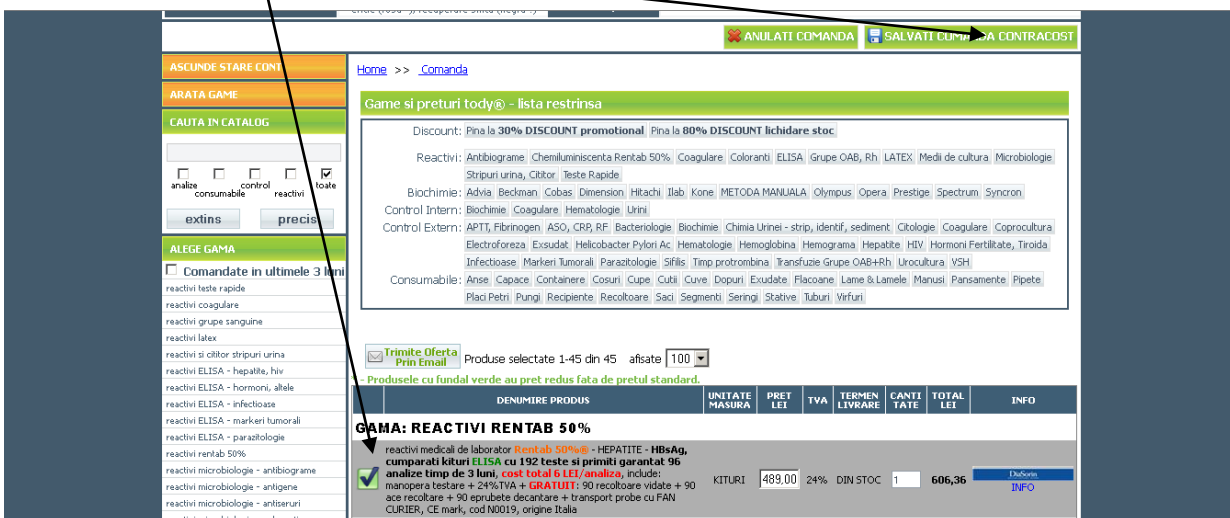 ANULATI COMANDA
SALVATI COMANDA CONTRACOST
ASCUNDE STARE CONT
ARATA GAME
CAUTA IN CATALOG
analize
consumabile
control
reactivi
toate
extins
precis
ALEGE GAMA
Comandate in ultimele 3 luni
reactivi teste rapide
reactivi coagulare
reactivi grupe sanguine
reactivi latex
reactivi si cititor stripuri urina
reactivi ELISA - hepatite, hiv
reactivi ELISA - hormoni, altele
reactivi ELISA - infectioase
reactivi ELISA - markeri tumorali
reactivi ELISA - parazitologie
reactivi rentab 50%
reactivi microbiologie - antibiograme
reactivi microbiologie - antigene
reactivi microbiologie - antiseruri
Home >> Comanda
Game si preturi tody® - lista restrinsa
Discount: Pina la 30% DISCOUNT promotional Pina la 80% DISCOUNT lichidare stoc
Reactivi: Antibiograme Chemiluminiscenta Rentab 50% Coagulare Coloranti ELISA Grupe OAB, Rh LATEX Medii de cultura Microbiologie
Stripuri urina, Cititor Teste Rapide
Biochimie: Advia Beckman Cobas Dimension Hitachi Ilab Kone METODA MANUALA Olympus Opera Prestige Spectrum Syncron
Control Intern: Biochimie Coagulare Hematologie Urini
Control Extern: APTT, Fibrinogen ASO, CRP, RF Bacteriologie Biochimie Chimia Urinei - strip, identif, sediment Citologie Coagulare Coprocultura
Electroforeza Exsudat Helicobacter Pylori Ac Hematologie Hemoglobina Hemograma Hepatite HIV Hormoni Fertilitate, Tiroida
Infectioase Markeri Tumorali Parazitologie Sifilis Timp protrombina Transfuzie Grupe OAB+Rh Urocultura VSH
Consumabile: Anse Capace Containere Cosuri Cupe Cutii Cuve Dopuri Exudate Flacoane Lame & Lamele Manusi Pansamente Pipete
Placi Petri Pungi Recipiente Recoltoare Saci Segmenti Seringi Stative Tuburi Virfuri
Trimite Oferta
Prin Email
Produse selectate 1-45 din 45 afisate 100
- Produsele cu fundal verde au pret redus fata de pretul standard.
DENUMIRE PRODUS
UNITATE MASURA
PRET LEI
TVA
TERMEN LIVRARE
CANTI TATE
TOTAL LEI
INFO
GAMA: REACTIVI RENTAB 50%
reactivi medicali de laborator Rentab 50%® - HEPATITE - HBsAg,
cumparati kituri ELISA cu 192 teste si primiti garantat 96
analize timp de 3 luni, cost total 6 LEI/analiza, include:
manopera testare + 24%TVA + GRATUIT: 90 recoltoare vidate + 90
ace recoltare + 90 eprubete decantare + transport probe cu FAN
CURIER, CE mark, cod N0019, origine Italia
KITURI
489,00
24%
DIN STOC
1
606,36
DiaSorin
INFO